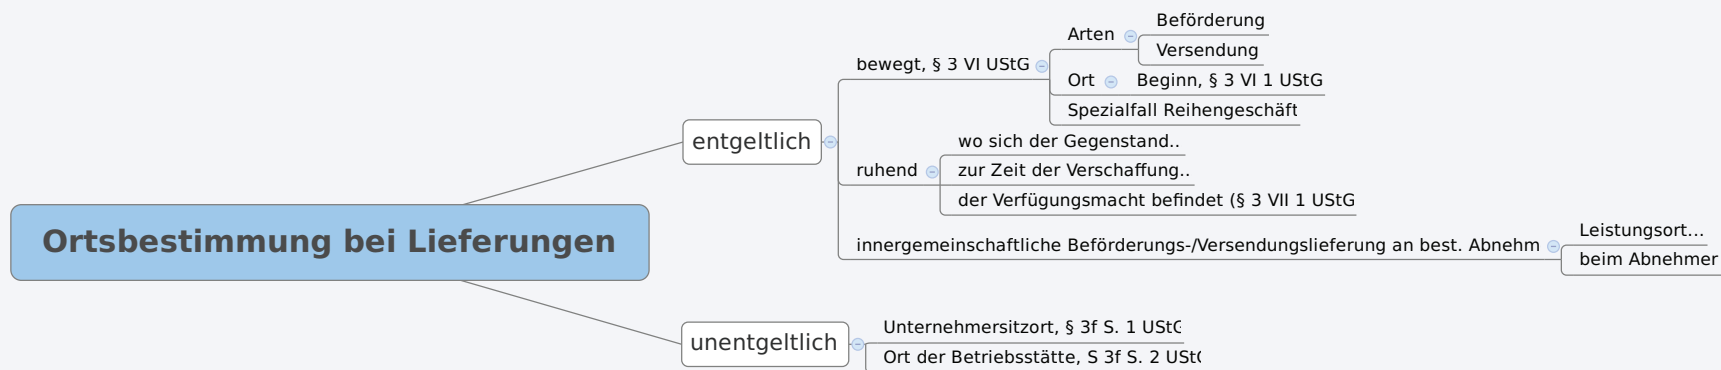 Ortsbestimmung bei Lieferungen
entgeltlich
bewegt, § 3 VI UStG
Arten
Beförderung
Versendung
Ort
Beginn, § 3 VI 1 UStG
Spezialfall Reihengeschäft
ruhend
wo sich der Gegenstand..
zur Zeit der Verschaffung..
der Verfügungsmacht befindet (§ 3 VII 1 UStG
innergemeinschaftliche Beförderungs-/Versendungslieferung an best. Abnehm
Leistungsort...
beim Abnehmer
unentgeltlich
Unternehmersitzort, § 3f S. 1 UStG
Ort der Betriebsstätte, S 3f S. 2 UStG